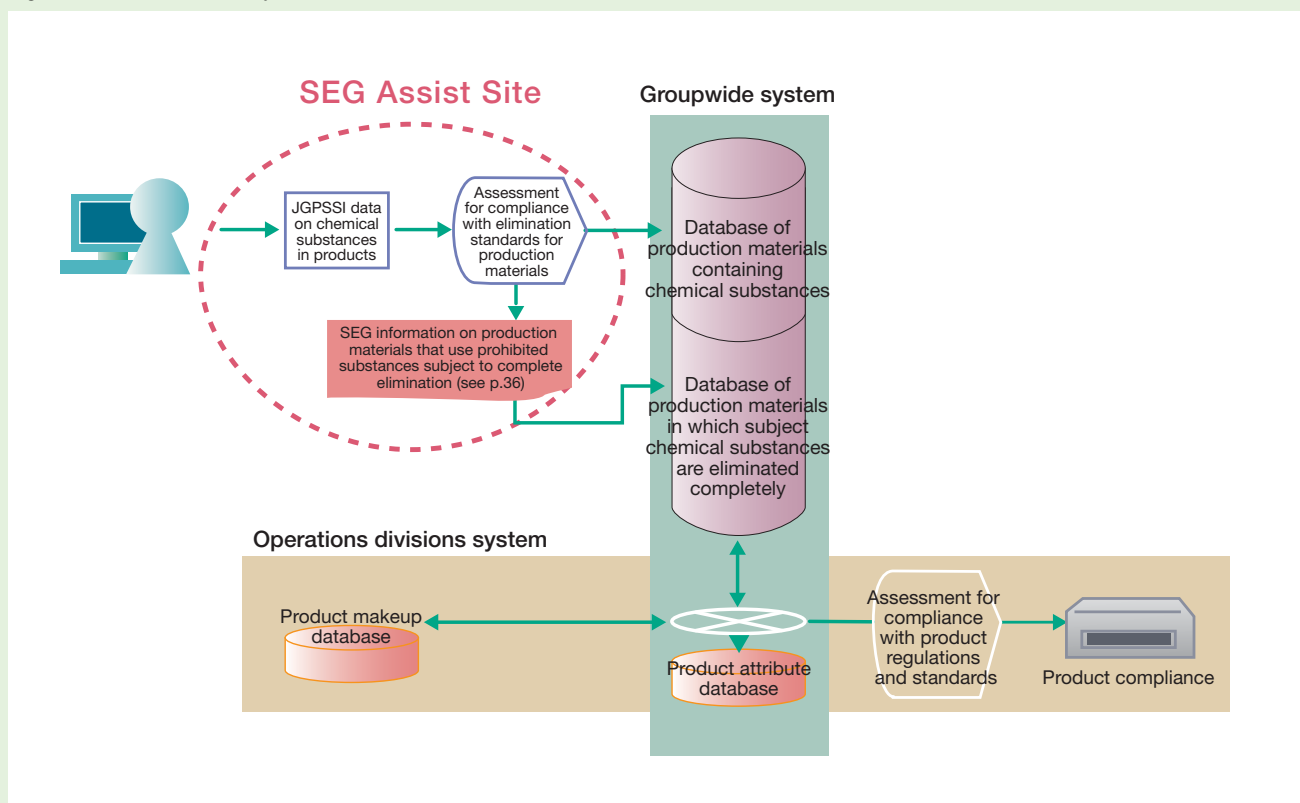 SEG Assist Site
Groupwide system
JGPSSI data
on chemical
substances
in products
Assessment
for compliance
with elimination
standards for
production
materials
Database of
production materials
containing
chemical substances
SEG information on production
materials that use prohibited
substances subject to complete
elimination (see p.36)
Database of
production materials
in which subject
chemical substances
are eliminated
completely
Operations divisions system
Product makeup
database
Product attribute
database
Assessment for
compliance
with product
regulations
and standards
Product compliance